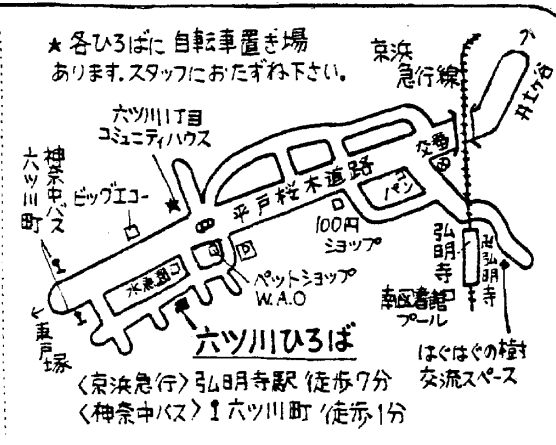 ★各ひろばに自転車置き場
あります。スタッフにおたずね下さい。
京浜
急行線
井土ヶ谷
六ツ川1丁目
コミュニティハウス
交番
神奈中バス
六ツ川町
ビッグエコー
平戸桜木道路
パン
100円
ショップ
弘明寺
卍弘明寺
P
ペットショップ
W.A.O
南図書館
プール
←東戸塚
六ツ川ひろば
はぐはぐの樹
交流スペース
〈京浜急行〉弘明寺駅 徒歩7分
〈神奈中バス〉六ツ川町 徒歩1分